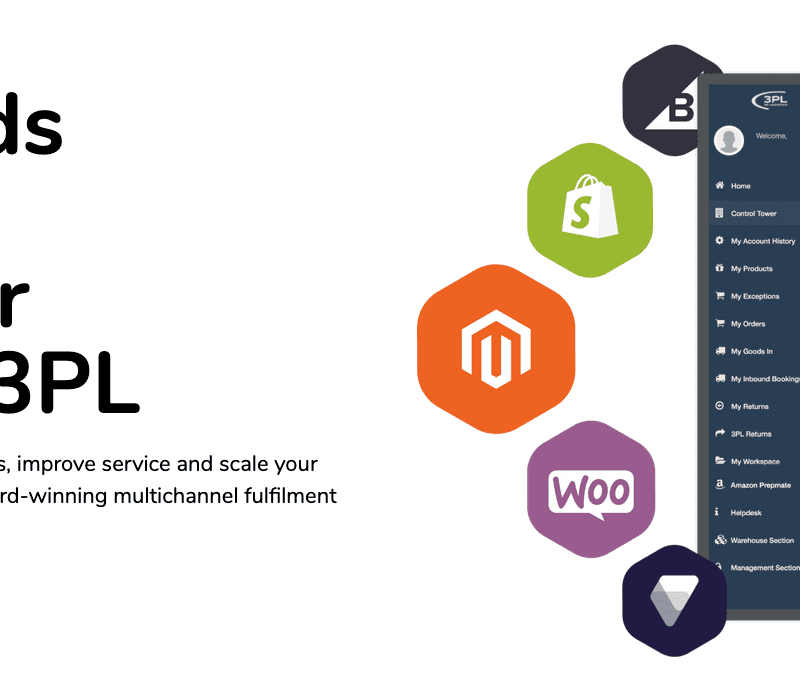 ds
r
3PL
s, improve service and scale your
rd-winning multichannel fulfilment
B
S
Woo
3PL
Welcome,
Home
Control Tower
My Account History
My Products
My Exceptions
My Orders
My Goods In
My Inbound Bookings
My Returns
3PL Returns
My Workspace
Amazon Prepmate
Helpdesk
Warehouse Section
Management Section